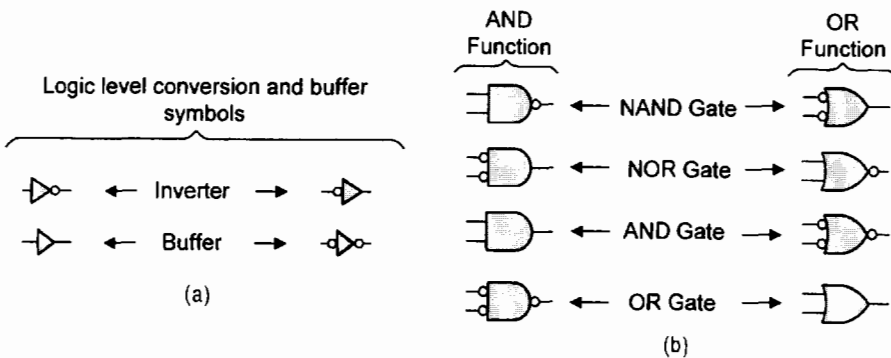 Logic level conversion and buffer
symbols
Inverter
Buffer
(a)
AND
Function
OR
Function
NAND Gate
NOR Gate
AND Gate
OR Gate
(b)